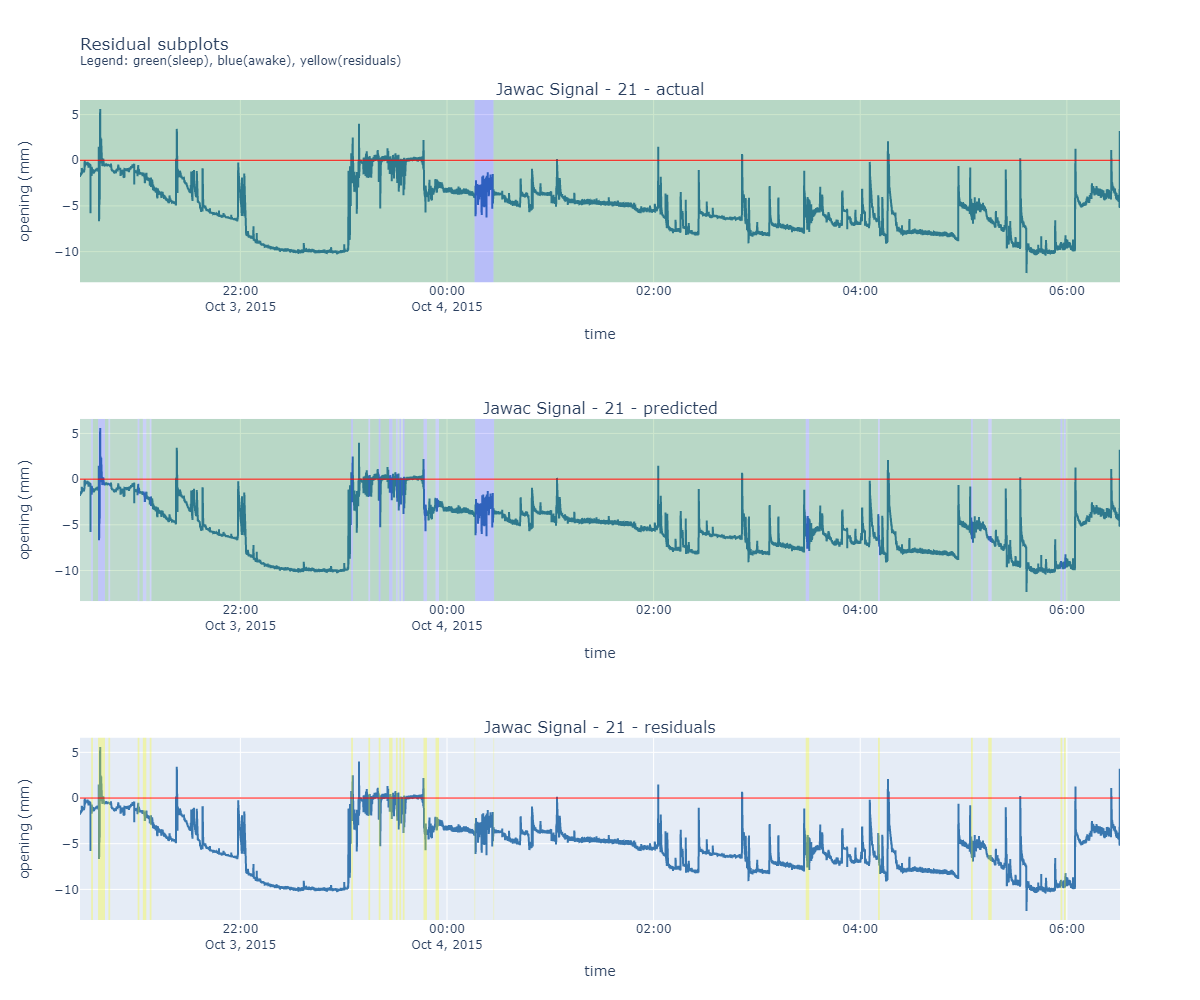 Residual subplots
Legend: green(sleep), blue(awake), yellow(residuals)
Jawac Signal - 21 - actual
5
0
−5
−10
opening (mm)
22:00
Oct 3, 2015
00:00
Oct 4, 2015
02:00
04:00
06:00
time
Jawac Signal - 21 - predicted
5
0
−5
−10
opening (mm)
22:00
Oct 3, 2015
00:00
Oct 4, 2015
02:00
04:00
06:00
time
Jawac Signal - 21 - residuals
5
0
−5
−10
opening (mm)
22:00
Oct 3, 2015
00:00
Oct 4, 2015
02:00
04:00
06:00
time